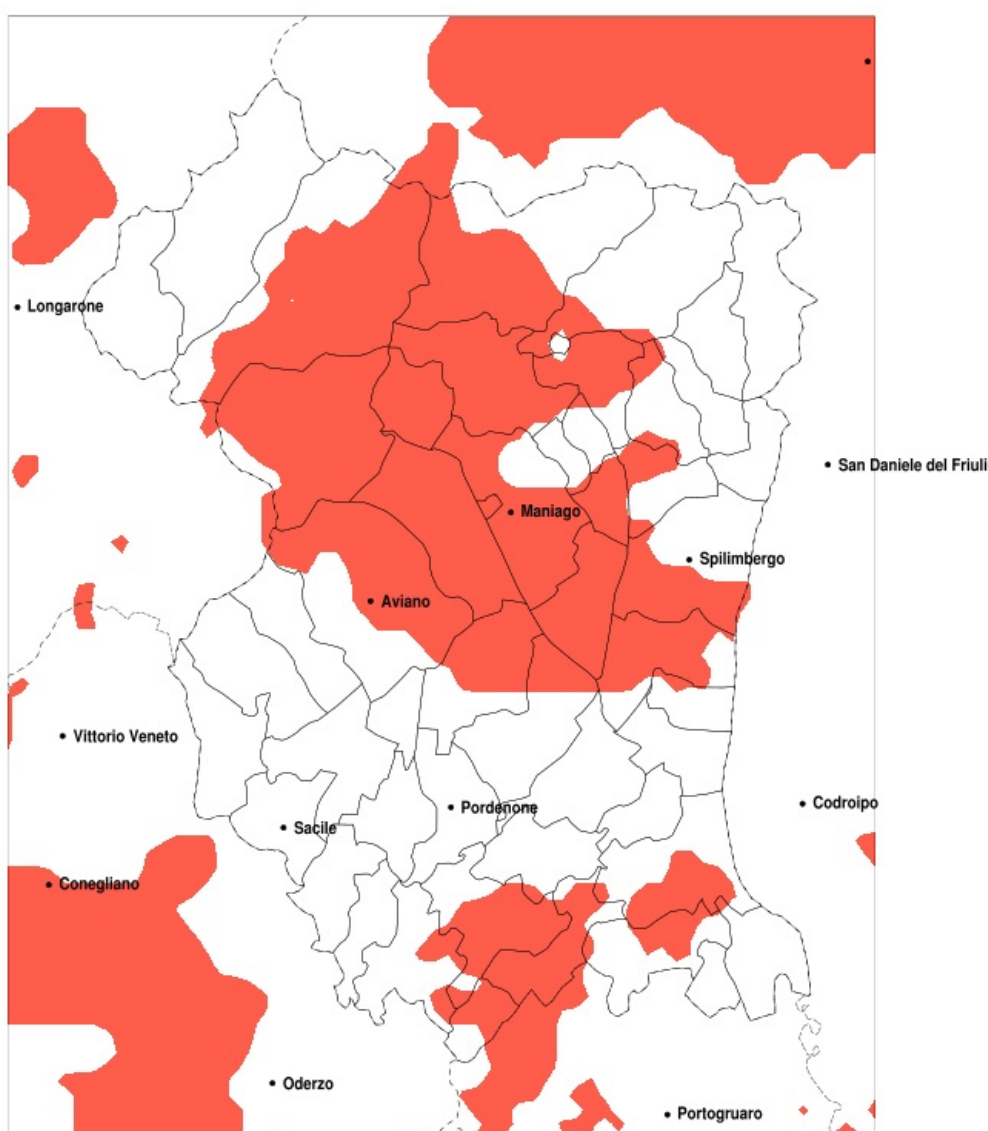 Longarone
San Daniele del Friuli
Maniago
Spilimbergo
Aviano
Vittorio Veneto
Codroipo
Pordenone
Sacile
Conegliano
Oderzo
Portogruaro